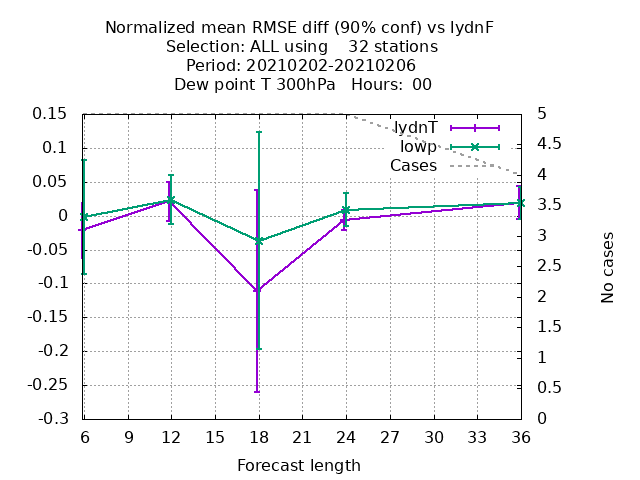 Normalized mean RMSE diff (90% conf) vs lydnF
Selection: ALL using    32 stations
Period: 20210202-20210206
Dew point T 300hPa   Hours:  00
lydnT
lowp
Cases
0.15
0.1
0.05
0
-0.05
-0.1
-0.15
-0.2
-0.25
-0.3
5
4.5
4
3.5
3
2.5
2
1.5
1
0.5
0
No cases
6 9 12 15 18 21 24 27 30 33 36
Forecast length